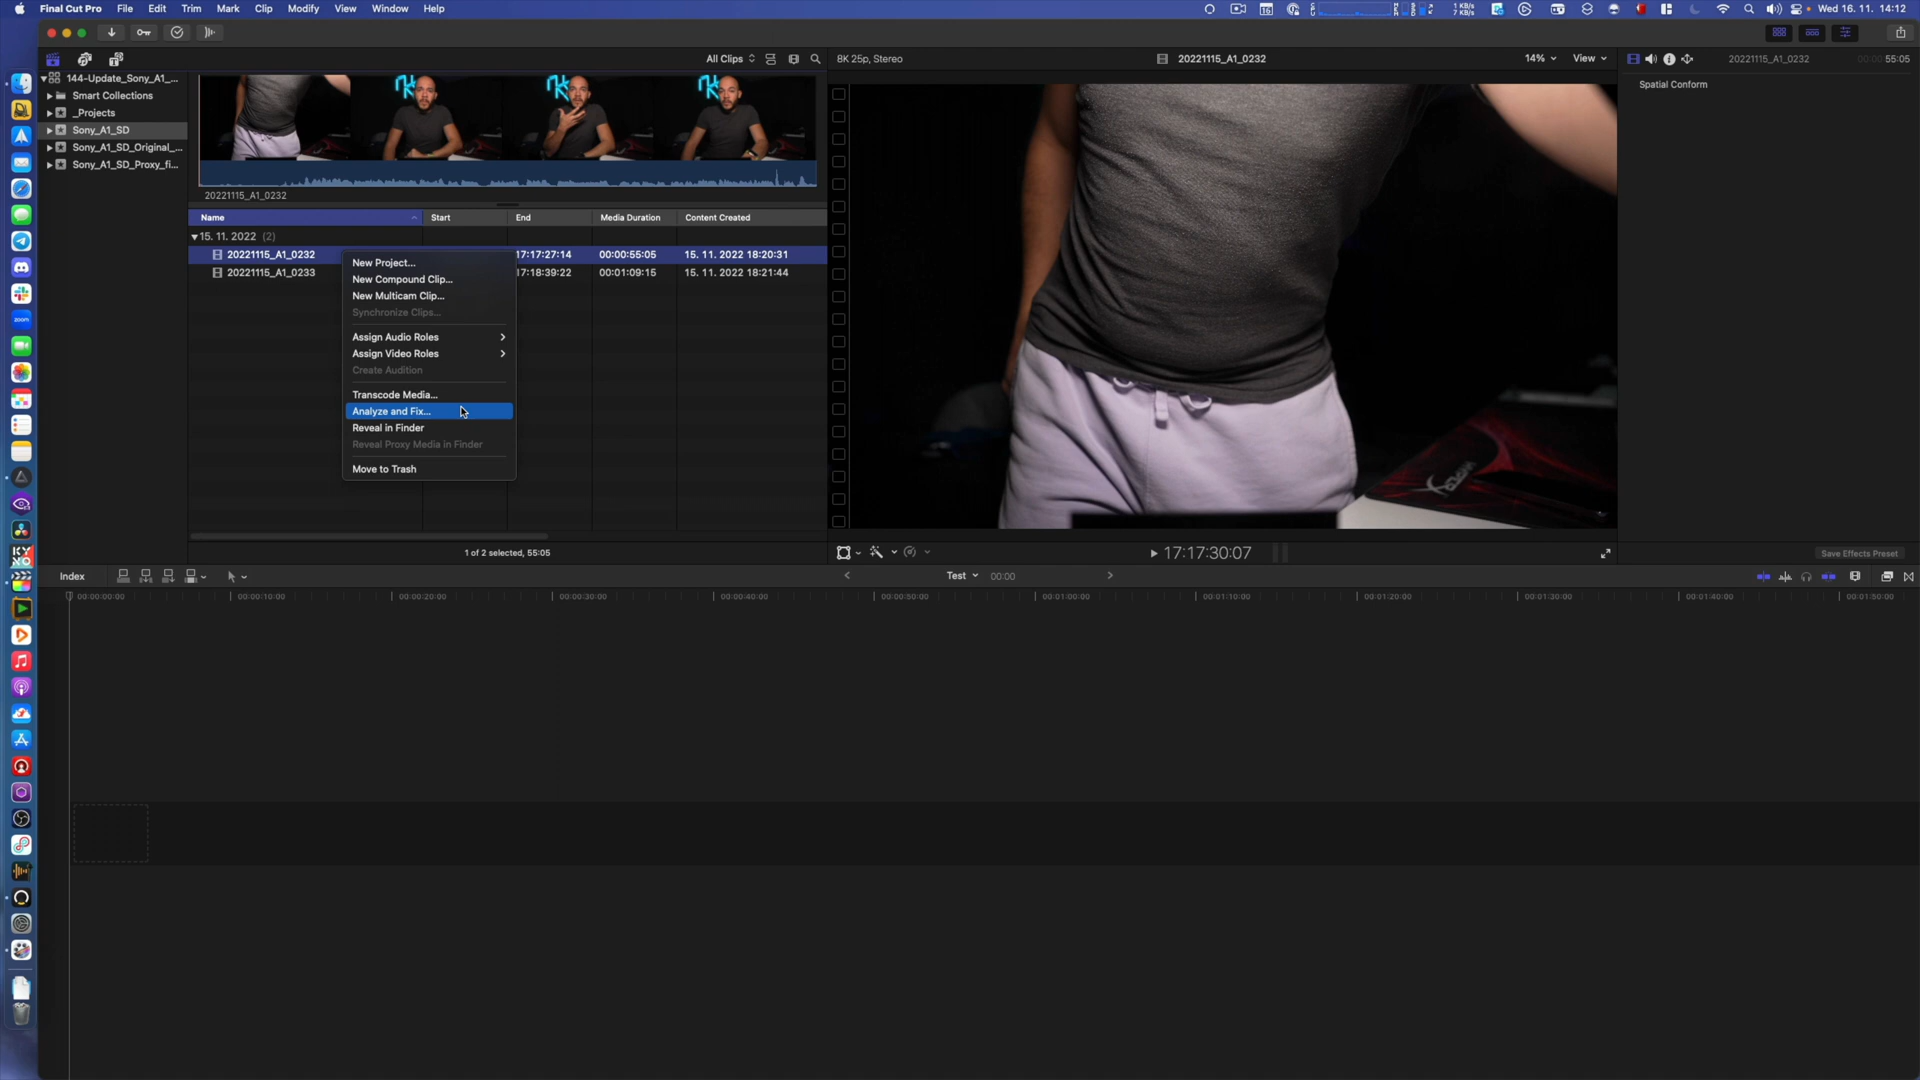 Final Cut Pro File Edit Trim Mark Clip Modify View Window Help
1 KB/s
7 KB/s
Wed 16. 11. 14:12
All Clips
8K 25p, Stereo
20221115_A1_0232
14%
View
20221115_A1_0232
00:00:55:05
144-Update_Sony_A1_...
Smart Collections
_Projects
Sony_A1_SD
Sony_A1_SD_Original_...
Sony_A1_SD_Proxy_fi...
Spatial Conform
20221115_A1_0232
Name Start End Media Duration Content Created
15. 11. 2022 (2)
20221115_A1_0232 17:17:27:14 00:00:55:05 15. 11. 2022 18:20:31
20221115_A1_0233 17:18:39:22 00:01:09:15 15. 11. 2022 18:21:44
New Project...
New Compound Clip...
New Multicam Clip...
Synchronize Clips...
Assign Audio Roles
Assign Video Roles
Create Audition
Transcode Media...
Analyze and Fix...
Reveal in Finder
Reveal Proxy Media in Finder
Move to Trash
1 of 2 selected, 55:05
17:17:30:07
Save Effects Preset
Index
Test
00:00
00:00:00:00 00:00:10:00 00:00:20:00 00:00:30:00 00:00:40:00 00:00:50:00 00:01:00:00 00:01:10:00 00:01:20:00 00:01:30:00 00:01:40:00 00:01:50:00
zoom
KY
NO